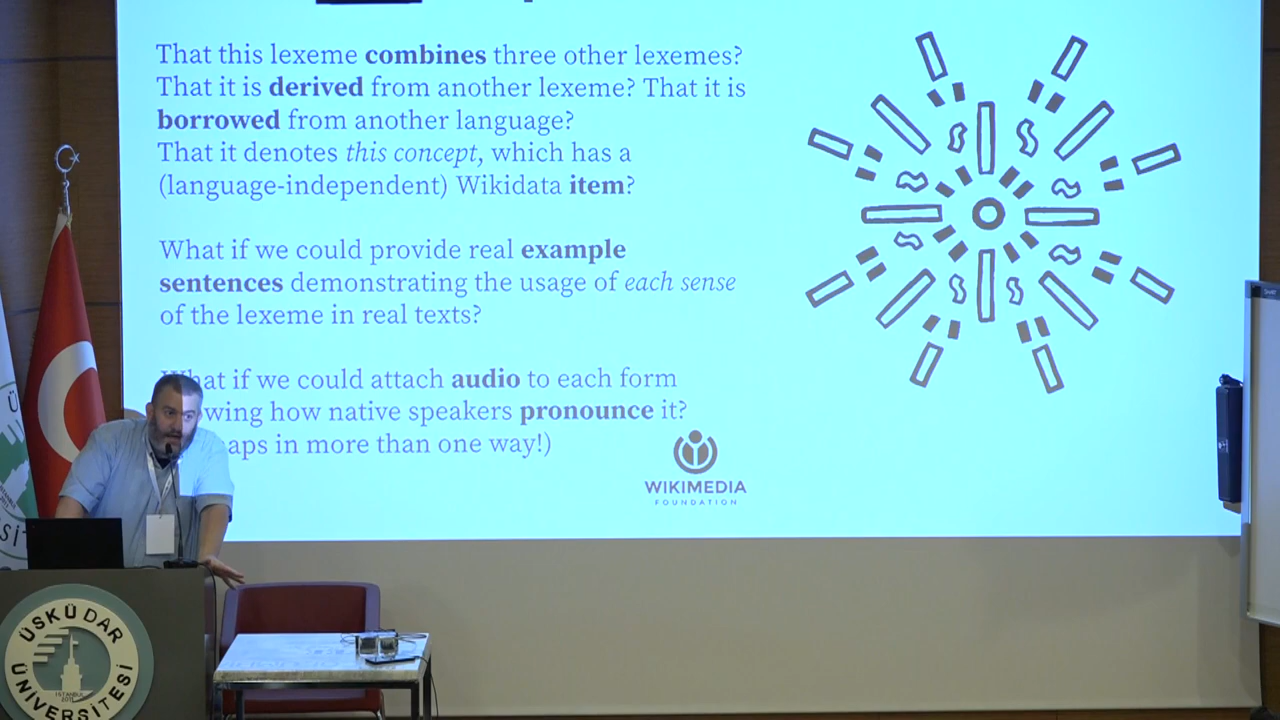 That this lexeme combines three other lexemes?
That it is derived from another lexeme? That it is
borrowed from another language?
That it denotes this concept, which has a
(language-independent) Wikidata item?
What if we could provide real example
sentences demonstrating the usage of each sense
of the lexeme in real texts?
What if we could attach audio to each form
wing how native speakers pronounce it?
aps in more than one way!)
WIKIMEDIA
FOUNDATION
ÜSKÜDAR
ÜNİVERSİTESİ
İSTANBUL
2011